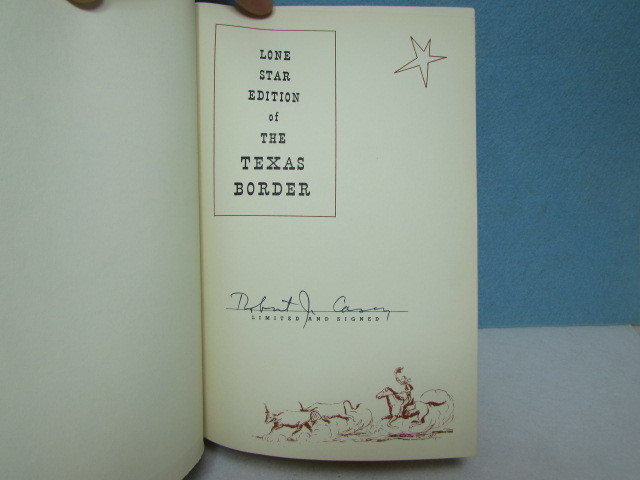 LONE
STAR
EDITION
of
THE
TEXAS
BORDER
Robert J. Casey
LIMITED AND SIGNED